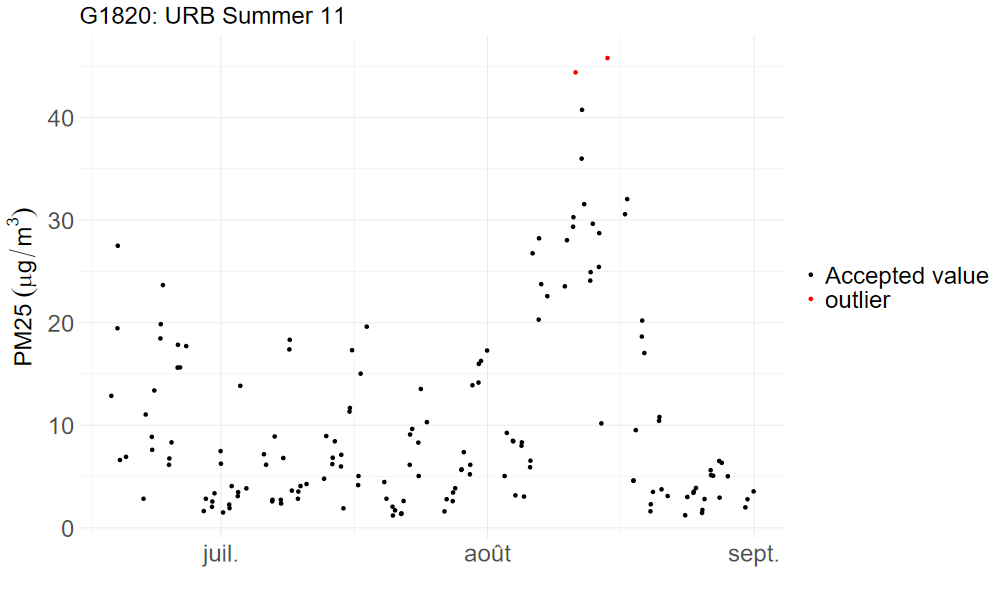 G1820: URB Summer 11
PM25 (μg/m³)
40
30
20
10
0
juil.
août
sept.
Accepted value
outlier